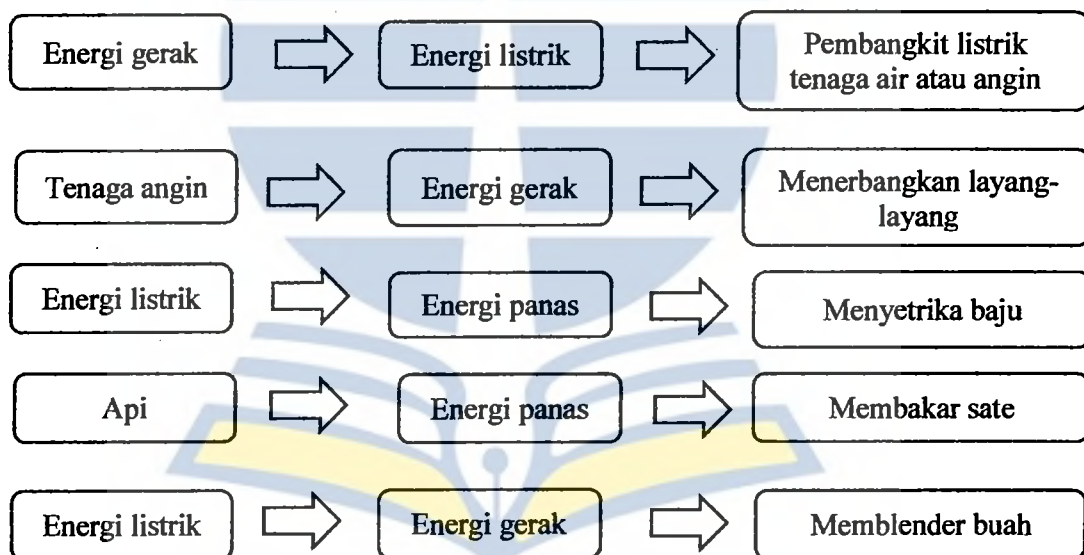 Energi gerak
Energi listrik
Pembangkit listrik
tenaga air atau angin
Tenaga angin
Energi gerak
Menerbangkan layang-
layang
Energi listrik
Energi panas
Menyetrika baju
Api
Energi panas
Membakar sate
Energi listrik
Energi gerak
Memblender buah